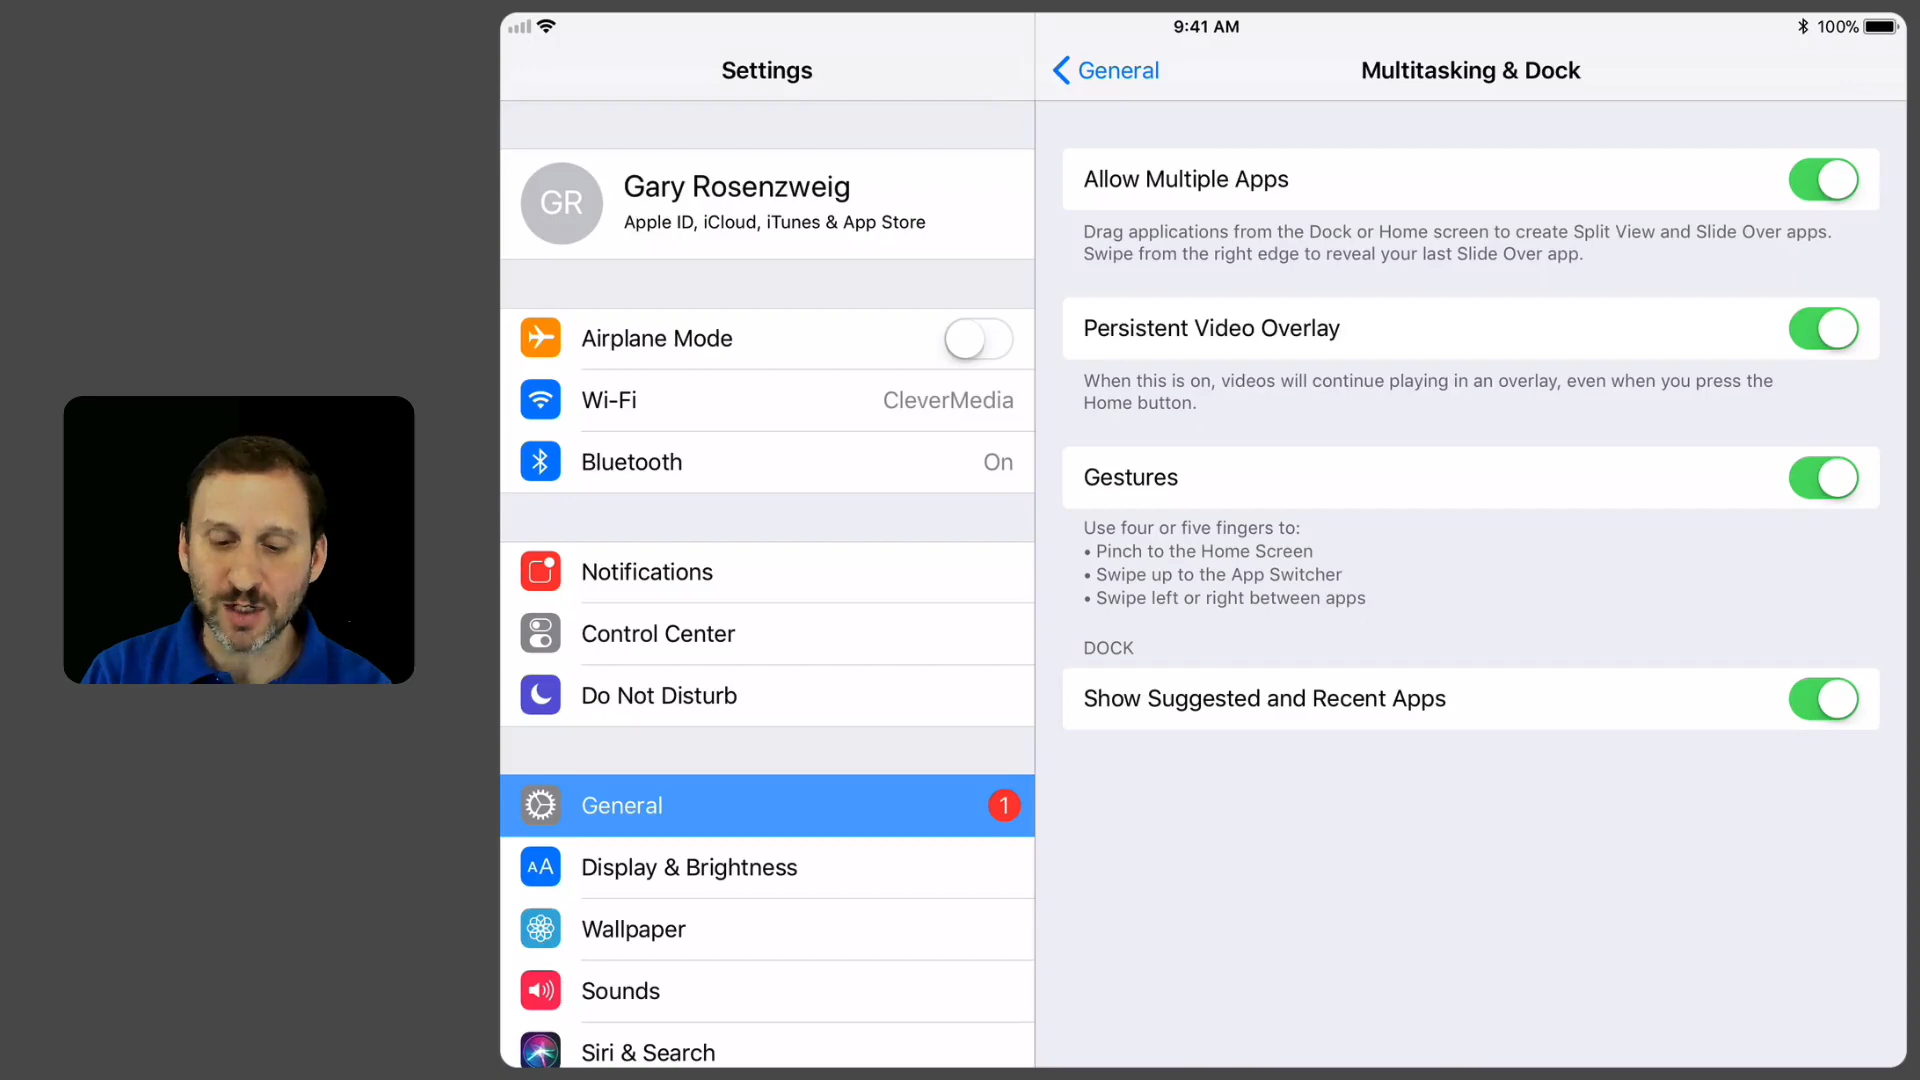 9:41 AM
100%
Settings
General
Multitasking & Dock
GR
Gary Rosenzweig
Apple ID, iCloud, iTunes & App Store
Airplane Mode
Wi-Fi
CleverMedia
Bluetooth
On
Notifications
Control Center
Do Not Disturb
General
1
AA
Display & Brightness
Wallpaper
Sounds
Siri & Search
Allow Multiple Apps
Drag applications from the Dock or Home screen to create Split View and Slide Over apps.
Swipe from the right edge to reveal your last Slide Over app.
Persistent Video Overlay
When this is on, videos will continue playing in an overlay, even when you press the
Home button.
Gestures
Use four or five fingers to:
• Pinch to the Home Screen
• Swipe up to the App Switcher
• Swipe left or right between apps
DOCK
Show Suggested and Recent Apps